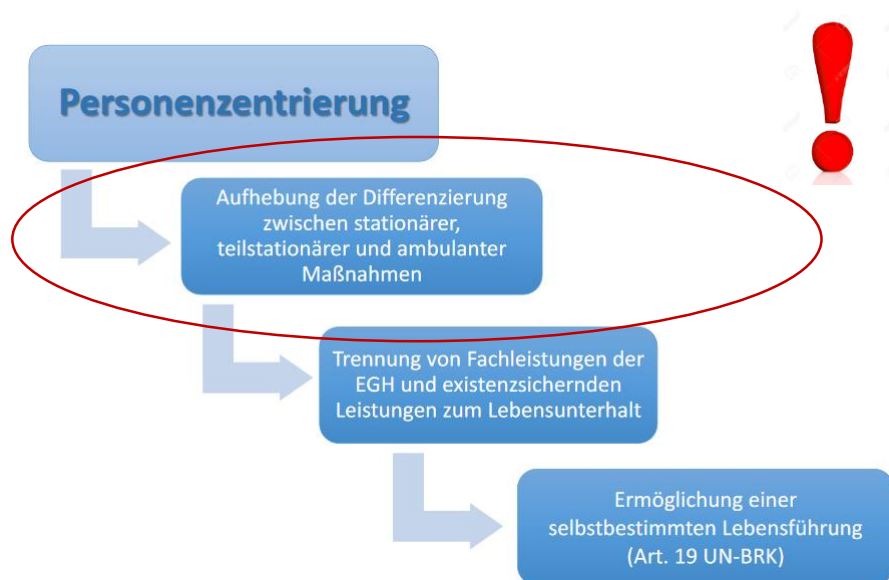 Personenzentrierung
Aufhebung der Differenzierung
zwischen stationärer,
teilstationärer und ambulanter
Maßnahmen
Trennung von Fachleistungen der
EGH und existenzsichernden
Leistungen zum Lebensunterhalt
Ermöglichung einer
selbstbestimmten Lebensführung
(Art. 19 UN-BRK)